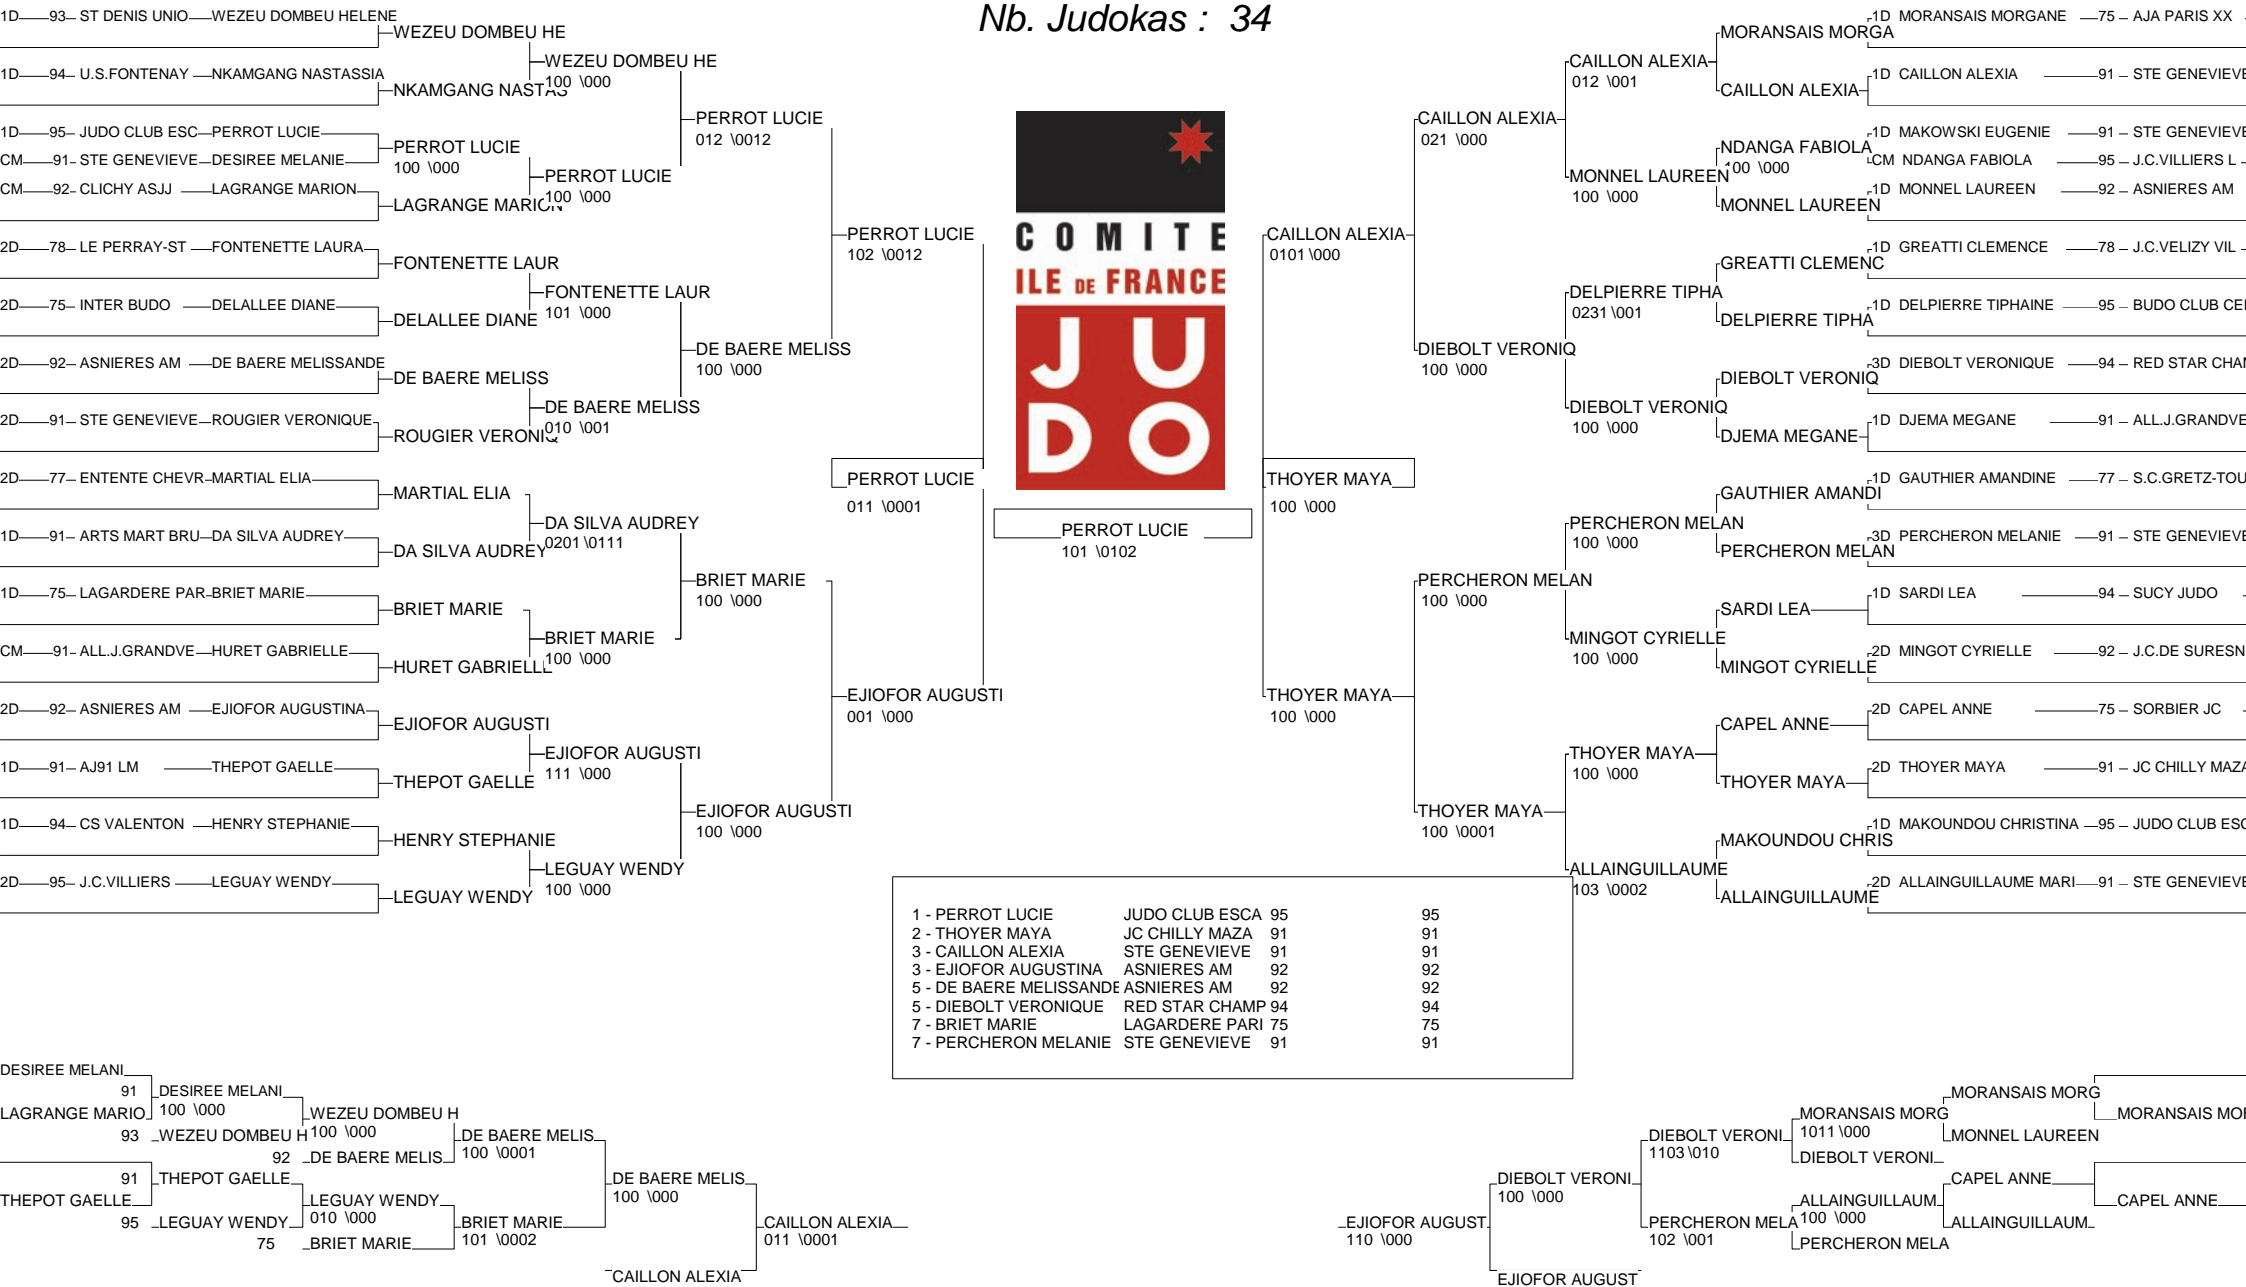 Nb. Judokas : 34
1D 93 ST DENIS UNIO WEZEU DOMBEU HELENE
1D 94 U.S.FONTENAY NKAMGANG NASTASSIA
1D 95 JUDO CLUB ESC PERROT LUCIE
CM 91 STE GENEVIEVE DESIREE MELANIE
CM 92 CLICHY ASJJ LAGRANGE MARION
2D 78 LE PERRAY-ST FONTENETTE LAURA
2D 75 INTER BUDO DELALLEE DIANE
2D 92 ASNIERES AM DE BAERE MELISSANDE
2D 91 STE GENEVIEVE ROUGIER VERONIQUE
2D 77 ENTENTE CHEVR MARTIAL ELIA
1D 91 ARTS MART BRU DA SILVA AUDREY
1D 75 LAGARDERE PAR BRIET MARIE
CM 91 ALL.J.GRANDVE HURET GABRIELLE
2D 92 ASNIERES AM EJIOFOR AUGUSTINA
1D 91 AJ91 LM THEPOT GAELLE
1D 94 CS VALENTON HENRY STEPHANIE
2D 95 J.C.VILLIERS LEGUAY WENDY
WEZEU DOMBEU HE
NKAMGANG NASTAS
PERROT LUCIE
100 \000
LAGRANGE MARION
FONTENETTE LAUR
DELALLEE DIANE
DE BAERE MELISS
ROUGIER VERONIQ
MARTIAL ELIA
DA SILVA AUDREY
BRIET MARIE
HURET GABRIELLE
EJIOFOR AUGUSTI
THEPOT GAELLE
HENRY STEPHANIE
LEGUAY WENDY
WEZEU DOMBEU HE
100 \000
PERROT LUCIE
100 \000
FONTENETTE LAUR
101 \000
DE BAERE MELISS
010 \001
DA SILVA AUDREY
0201 \0111
BRIET MARIE
100 \000
EJIOFOR AUGUSTI
111 \000
LEGUAY WENDY
100 \000
PERROT LUCIE
012 \0012
DE BAERE MELISS
100 \000
BRIET MARIE
100 \000
EJIOFOR AUGUSTI
100 \000
PERROT LUCIE
102 \0012
PERROT LUCIE
011 \0001
EJIOFOR AUGUSTI
001 \000
COMITE
ILE DE FRANCE
JU
DO
PERROT LUCIE
101 \0102
CAILLON ALEXIA
0101 \000
THOYER MAYA
100 \000
THOYER MAYA
100 \000
CAILLON ALEXIA
021 \000
DIEBOLT VERONIQ
100 \000
PERCHERON MELAN
100 \000
THOYER MAYA
100 \0001
CAILLON ALEXIA
012 \001
MONNEL LAUREEN
100 \000
DELPIERRE TIPHA
0231 \001
DIEBOLT VERONIQ
100 \000
PERCHERON MELAN
100 \000
MINGOT CYRIELLE
100 \000
THOYER MAYA
100 \000
ALLAINGUILLAUME
103 \0002
MORANSAIS MORGA
CAILLON ALEXIA
NDANGA FABIOLA
100 \000
MONNEL LAUREEN
GREATTI CLEMENC
DELPIERRE TIPHA
DIEBOLT VERONIQ
DJEMA MEGANE
GAUTHIER AMANDI
PERCHERON MELAN
SARDI LEA
MINGOT CYRIELLE
CAPEL ANNE
THOYER MAYA
MAKOUNDOU CHRIS
ALLAINGUILLAUME
1D MORANSAIS MORGANE 75 AJA PARIS XX
1D CAILLON ALEXIA 91 STE GENEVIEVE
1D MAKOWSKI EUGENIE 91 STE GENEVIEVE
CM NDANGA FABIOLA 95 J.C.VILLIERS L
1D MONNEL LAUREEN 92 ASNIERES AM
1D GREATTI CLEMENCE 78 J.C.VELIZY VIL
1D DELPIERRE TIPHAINE 95 BUDO CLUB CE
3D DIEBOLT VERONIQUE 94 RED STAR CHA
1D DJEMA MEGANE 91 ALL.J.GRANDVE
1D GAUTHIER AMANDINE 77 S.C.GRETZ-TOU
3D PERCHERON MELANIE 91 STE GENEVIEVE
1D SARDI LEA 94 SUCY JUDO
2D MINGOT CYRIELLE 92 J.C.DE SURESN
2D CAPEL ANNE 75 SORBIER JC
2D THOYER MAYA 91 JC CHILLY MAZA
1D MAKOUNDOU CHRISTINA 95 JUDO CLUB ESC
2D ALLAINGUILLAUME MARI 91 STE GENEVIEVE
1 - PERROT LUCIE JUDO CLUB ESCA 95 95
2 - THOYER MAYA JC CHILLY MAZA 91 91
3 - CAILLON ALEXIA STE GENEVIEVE 91 91
3 - EJIOFOR AUGUSTINA ASNIERES AM 92 92
5 - DE BAERE MELISSANDE ASNIERES AM 92 92
5 - DIEBOLT VERONIQUE RED STAR CHAMP 94 94
7 - BRIET MARIE LAGARDERE PARI 75 75
7 - PERCHERON MELANIE STE GENEVIEVE 91 91
DESIREE MELANI
91
LAGRANGE MARIO
93
92
91
THEPOT GAELLE
95
75
DESIREE MELANI
100 \000
WEZEU DOMBEU H
THEPOT GAELLE
LEGUAY WENDY
WEZEU DOMBEU H
100 \000
DE BAERE MELIS
LEGUAY WENDY
010 \000
BRIET MARIE
DE BAERE MELIS
100 \0001
BRIET MARIE
101 \0002
DE BAERE MELIS
100 \000
CAILLON ALEXIA
CAILLON ALEXIA
011 \0001
EJIOFOR AUGUST
110 \000
DIEBOLT VERONI
100 \000
EJIOFOR AUGUST
DIEBOLT VERONI
1103 \010
PERCHERON MELA
102 \001
MORANSAIS MORG
1011 \000
DIEBOLT VERONI
ALLAINGUILLAUM
100 \000
PERCHERON MELA
MORANSAIS MORG
MONNEL LAUREEN
CAPEL ANNE
ALLAINGUILLAUM
MORANSAIS MOR
CAPEL ANNE